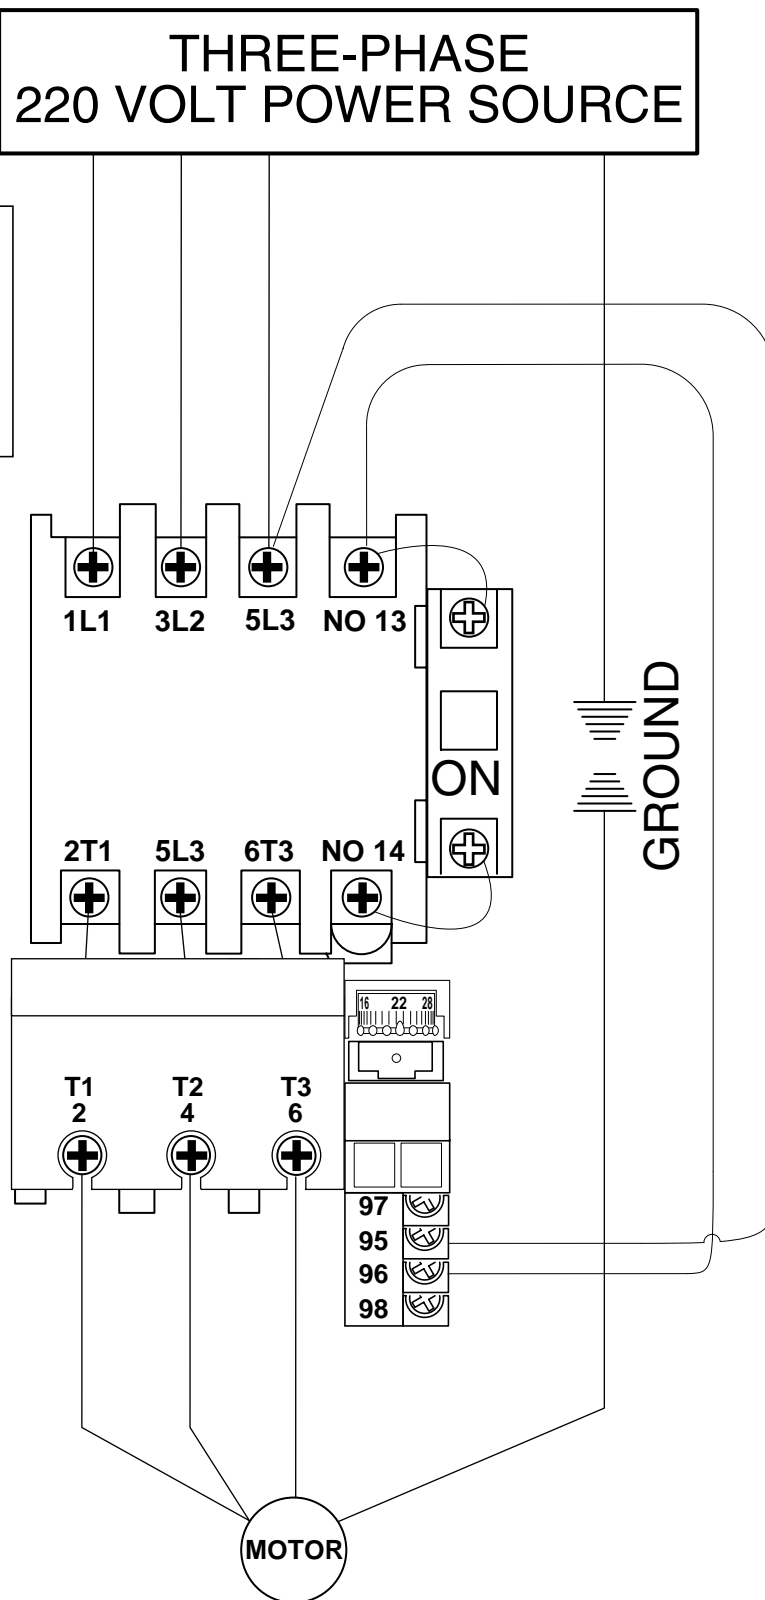 THREE-PHASE
220 VOLT POWER SOURCE
1L1 3L2 5L3 NO 13
ON
GROUND
2T1 5L3 6T3 NO 14
16 22 28
T1 T2 T3
2 4 6
97
95
96
98
MOTOR